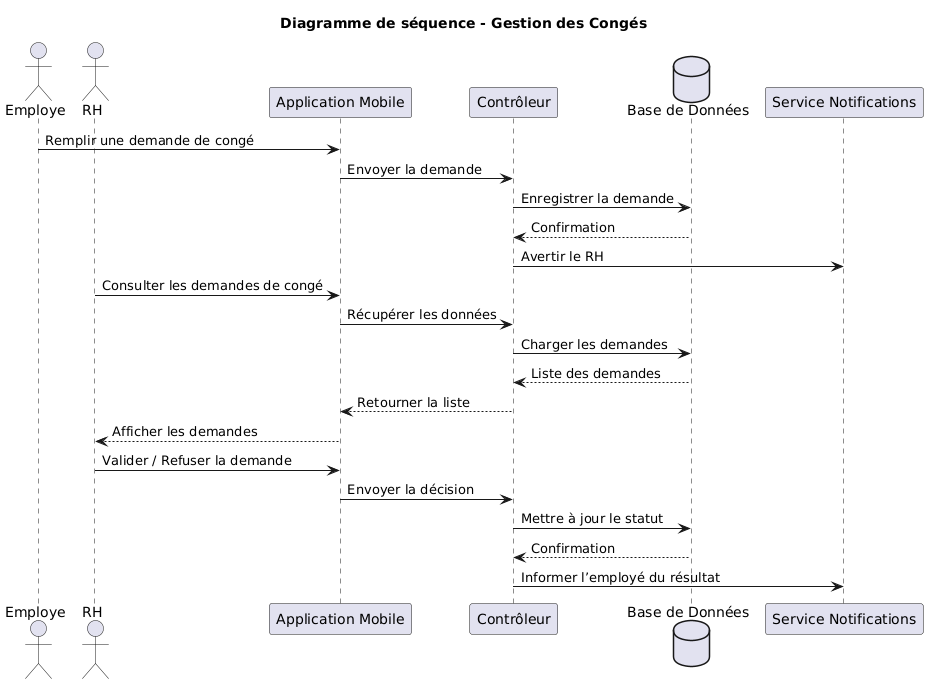 Diagramme de séquence - Gestion des Congés
Employe
RH
Application Mobile
Contrôleur
Base de Données
Service Notifications
Remplir une demande de congé
Envoyer la demande
Enregistrer la demande
Confirmation
Avertir le RH
Consulter les demandes de congé
Récupérer les données
Charger les demandes
Liste des demandes
Retourner la liste
Afficher les demandes
Valider / Refuser la demande
Envoyer la décision
Mettre à jour le statut
Confirmation
Informer l’employé du résultat
Employe
RH
Application Mobile
Contrôleur
Base de Données
Service Notifications